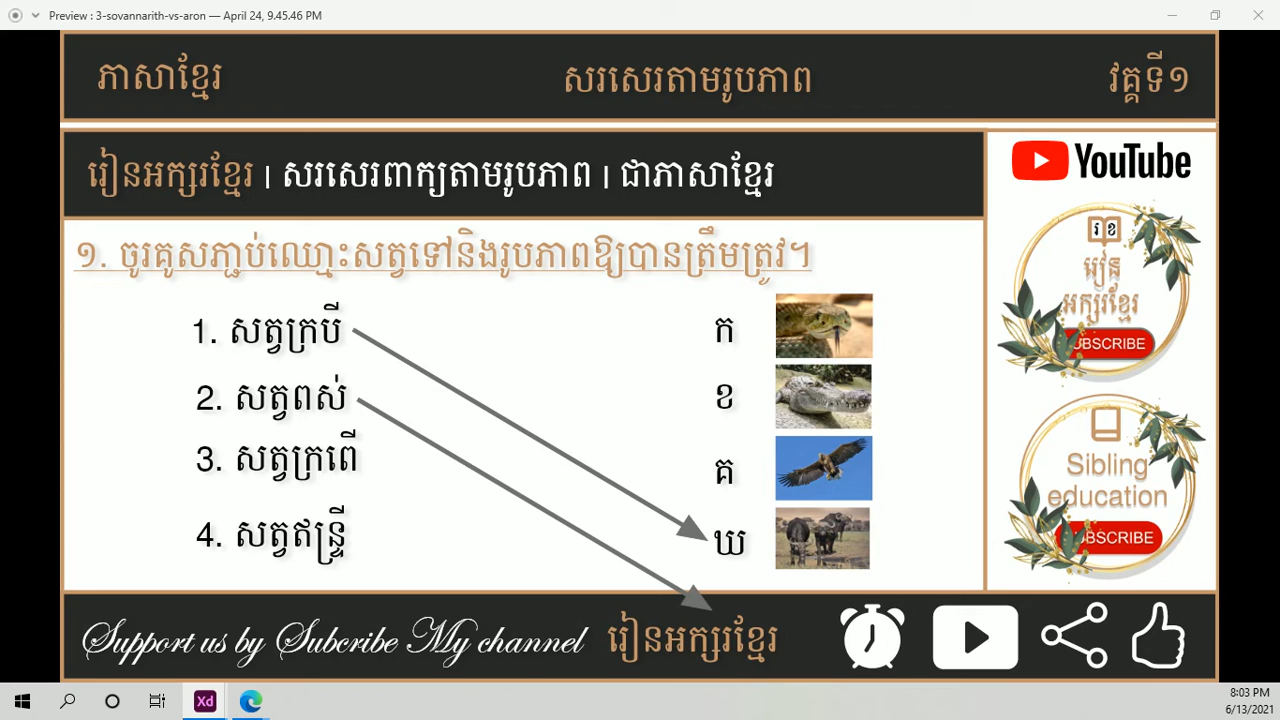 Preview : 3-sovannarith-vs-aron — April 24, 9.45.46 PM
ភាសាខ្មែរ
សរសេរតាមរូបភាព
វគ្គទី១
រៀនអក្សរខ្មែរ | សរសេរពាក្យតាមរូបភាព | ជាភាសាខ្មែរ
១. ចូរគូសភ្ជាប់ឈ្មោះសត្វទៅនិងរូបភាពឱ្យបានត្រឹមត្រូវ។
1. សត្វក្របី
ក
2. សត្វពស់
ខ
3. សត្វក្រពើ
គ
4. សត្វឥន្ទ្រី
ឃ
YouTube
រ ខ
រៀន
អក្សរខ្មែរ
UBSCRIBE
Sibling
education
UBSCRIBE
Support us by Subcribe My channel រៀនអក្សរខ្មែរ
Xd
8:03 PM
6/13/2021